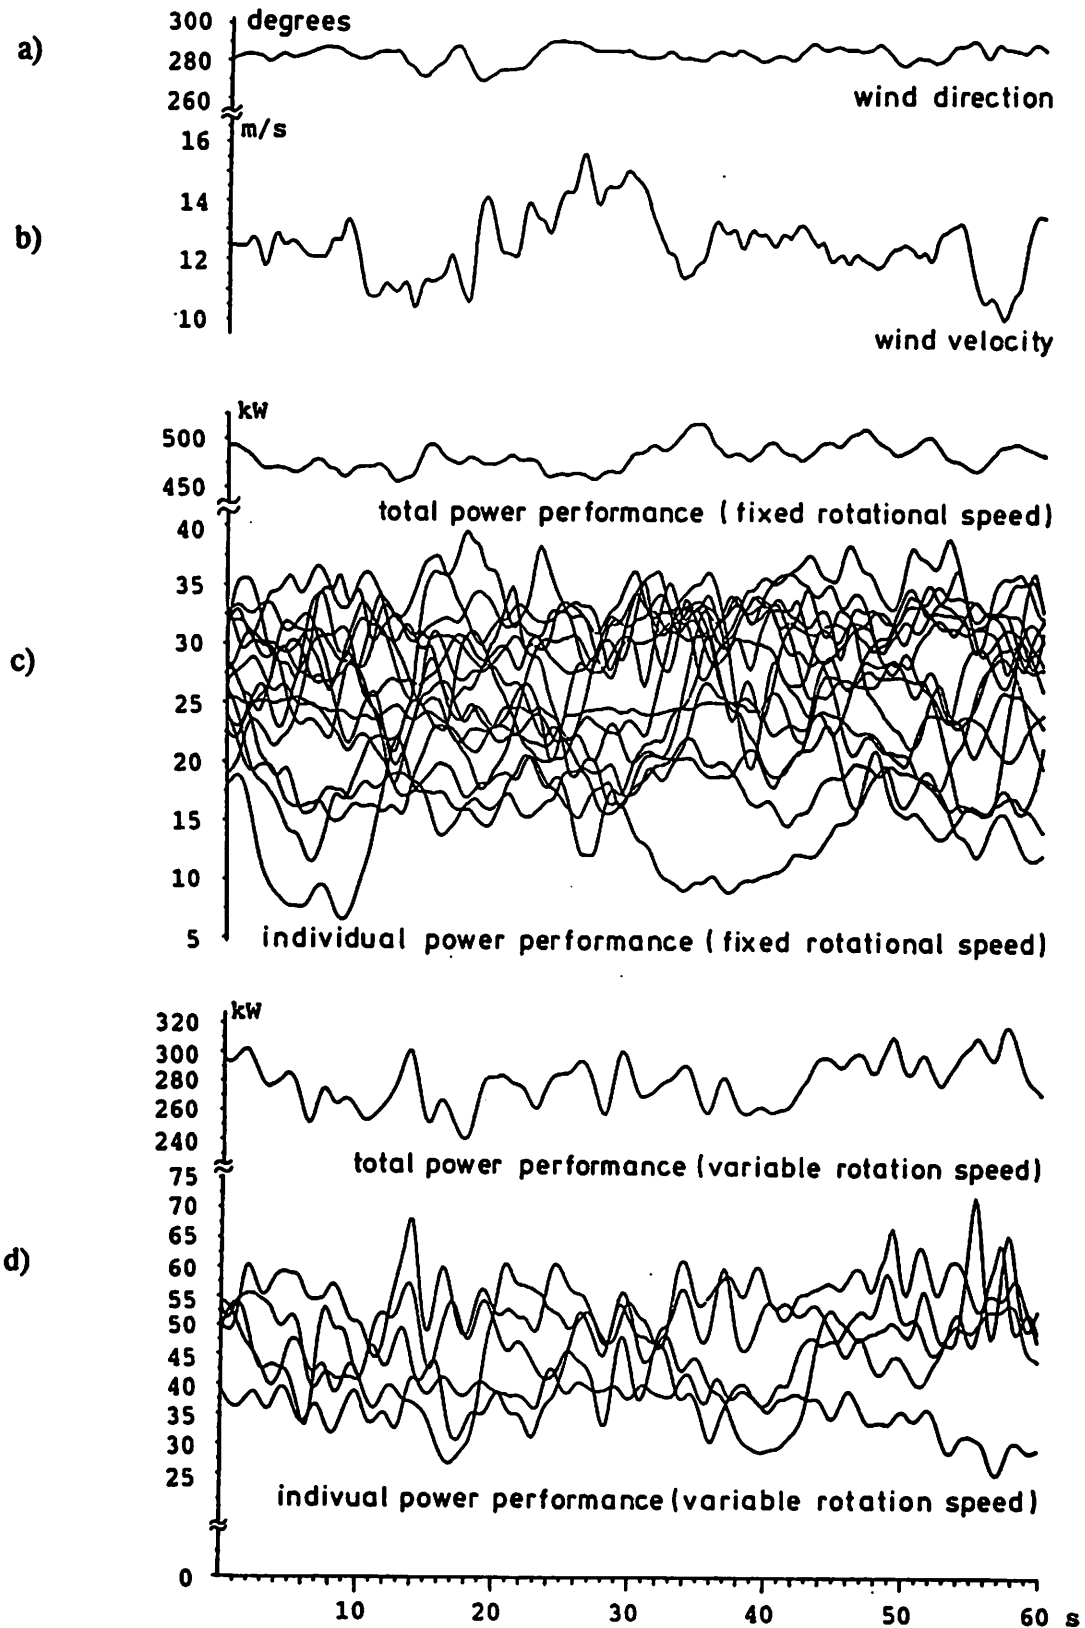 300 degrees
a)
280
260
wind direction
m/s
16
14
b)
12
10
wind velocity
kW
500
450
total power performance (fixed rotational speed)
40
35
30
c)
25
20
15
10
5
individual power performance (fixed rotational speed)
kW
320
300
280
260
240
total power performance (variable rotation speed)
75
70
65
d)
60
55
50
45
40
35
30
25
indivual power performance (variable rotation speed)
0
10 20 30 40 50 60 s